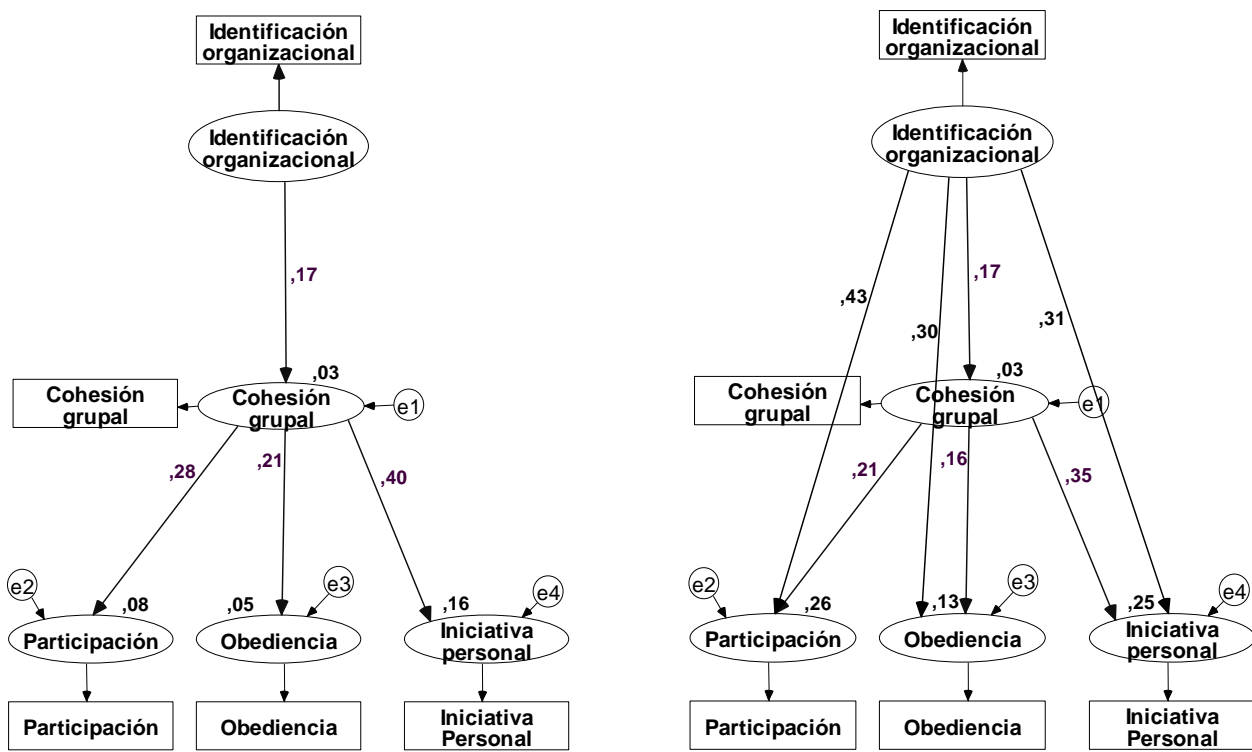 Identificación
organizacional
Identificación
organizacional
,17
,03
Cohesión
grupal
Cohesión
grupal
e1
,28
,21
,40
e2
e3
e4
,08
,05
,16
Participación
Obediencia
Iniciativa
personal
Participación
Obediencia
Iniciativa
Personal
Identificación
organizacional
Identificación
organizacional
,43
,30
,17
,31
,03
Cohesión
grupal
Cohesión
grupal
e1
,21
,16
,35
e2
e3
e4
,26
,13
,25
Participación
Obediencia
Iniciativa
personal
Participación
Obediencia
Iniciativa
Personal